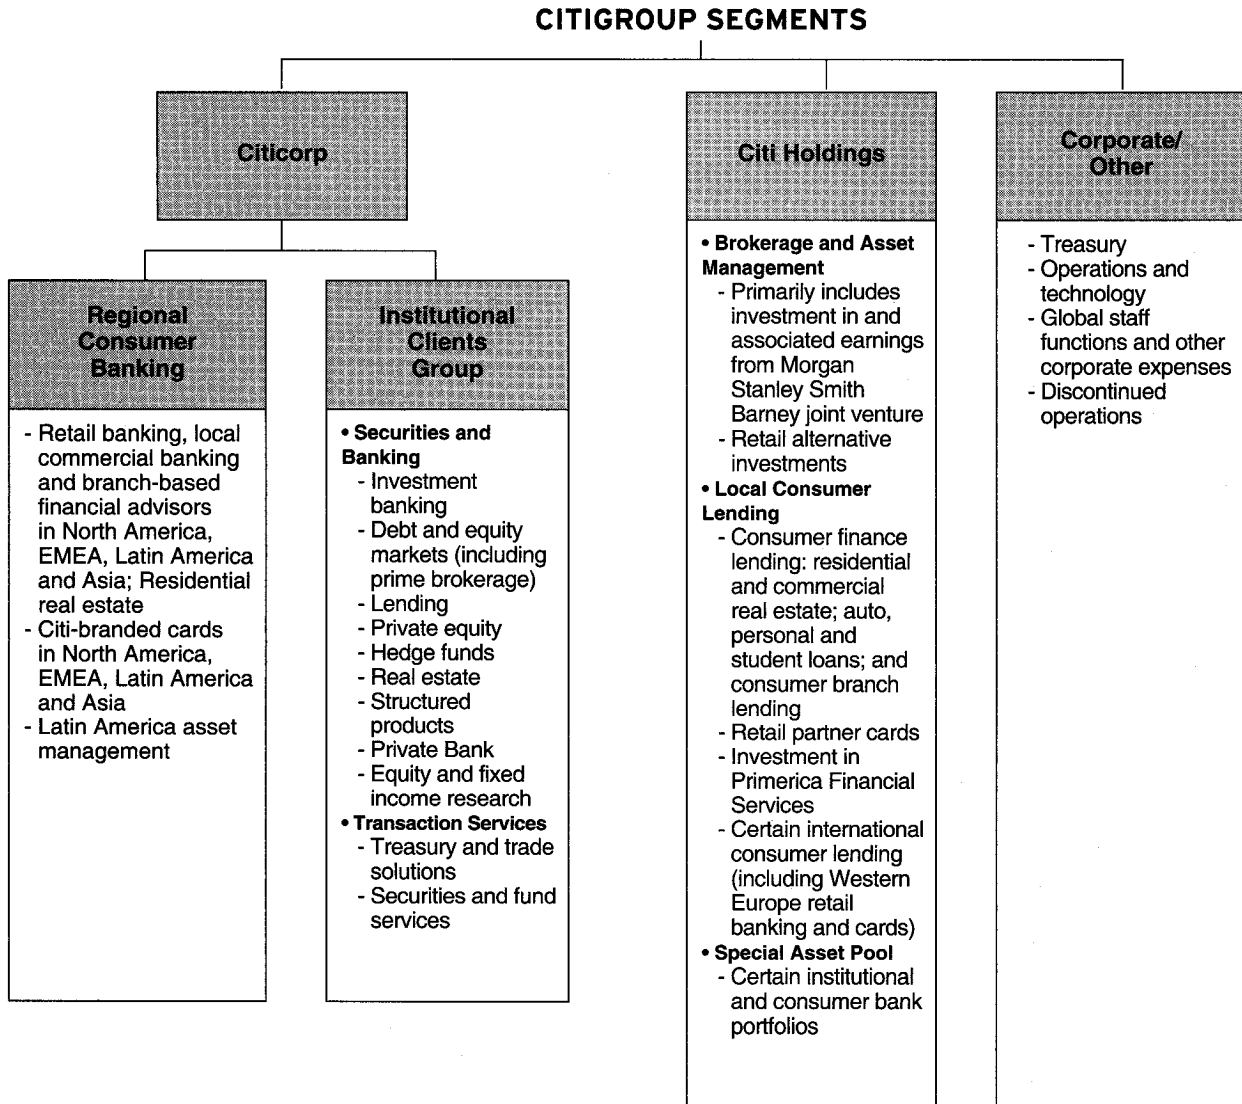 CITIGROUP SEGMENTS
Citicorp
Regional
Consumer
Banking
- Retail banking, local
commercial banking
and branch-based
financial advisors
in North America,
EMEA, Latin America
and Asia; Residential
real estate
- Citi-branded cards
in North America,
EMEA, Latin America
and Asia
- Latin America asset
management
Institutional
Clients
Group
• Securities and
Banking
- Investment
banking
- Debt and equity
markets (including
prime brokerage)
- Lending
- Private equity
- Hedge funds
- Real estate
- Structured
products
- Private Bank
- Equity and fixed
income research
• Transaction Services
- Treasury and trade
solutions
- Securities and fund
services
Citi Holdings
• Brokerage and Asset
Management
- Primarily includes
investment in and
associated earnings
from Morgan
Stanley Smith
Barney joint venture
- Retail alternative
investments
• Local Consumer
Lending
- Consumer finance
lending: residential
and commercial
real estate; auto,
personal and
student loans; and
consumer branch
lending
- Retail partner cards
- Investment in
Primerica Financial
Services
- Certain international
consumer lending
(including Western
Europe retail
banking and cards)
• Special Asset Pool
- Certain institutional
and consumer bank
portfolios
Corporate/
Other
- Treasury
- Operations and
technology
- Global staff
functions and other
corporate expenses
- Discontinued
operations